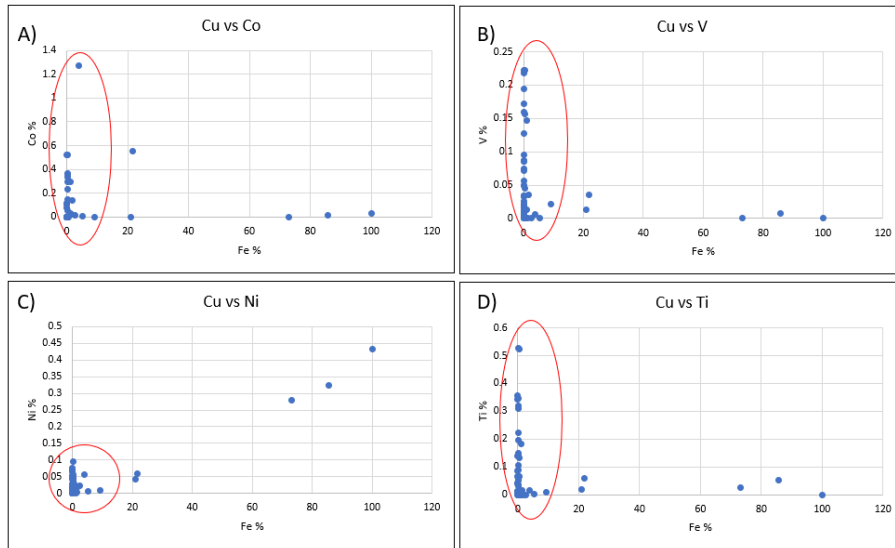 A)
Cu vs Co
Co %
1.4
1.2
1
0.8
0.6
0.4
0.2
0
0 20 40 60 80 100 120
Fe %
B)
Cu vs V
V %
0.25
0.2
0.15
0.1
0.05
0
0 20 40 60 80 100 120
Fe %
C)
Cu vs Ni
Ni %
0.5
0.45
0.4
0.35
0.3
0.25
0.2
0.15
0.1
0.05
0
0 20 40 60 80 100 120
Fe %
D)
Cu vs Ti
Ti %
0.6
0.5
0.4
0.3
0.2
0.1
0
0 20 40 60 80 100 120
Fe %